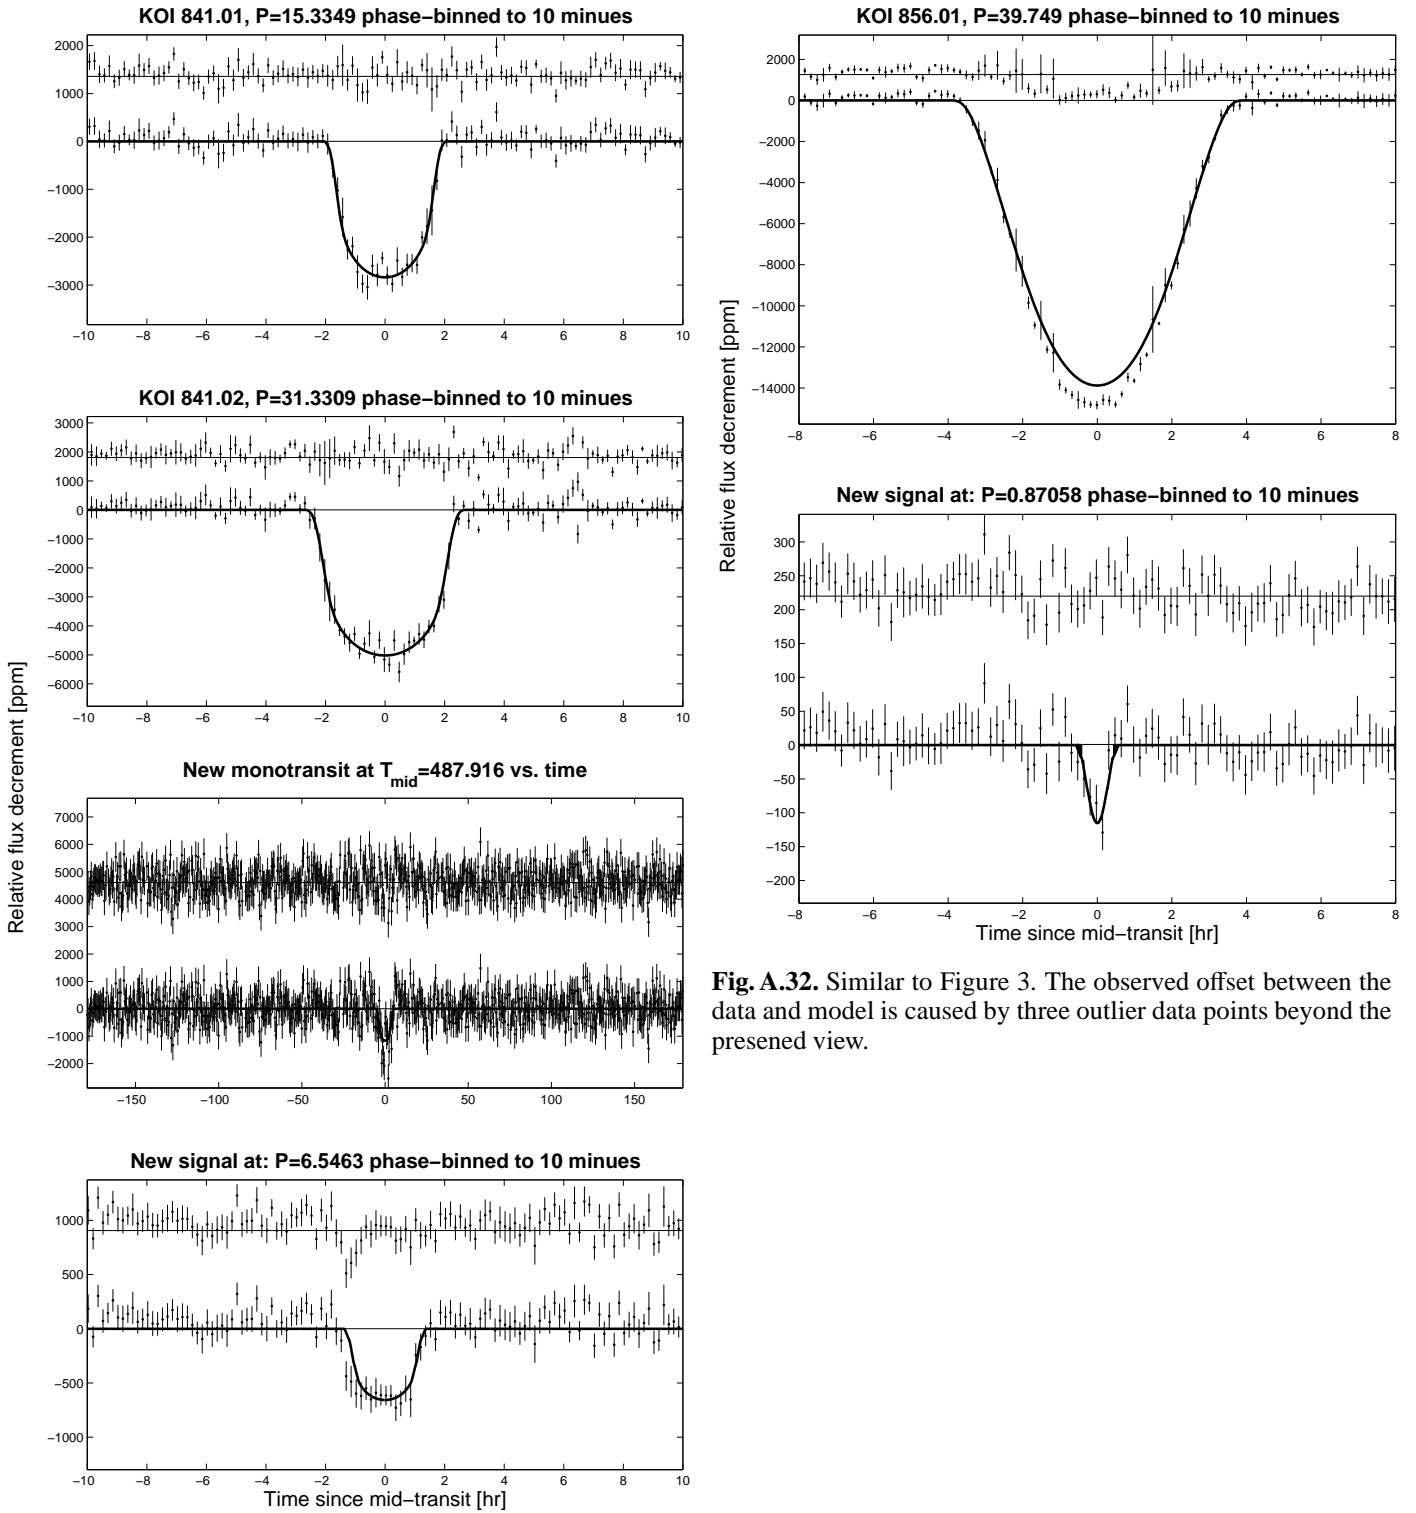 KOI 841.01, P=15.3349 phase−binned to 10 minues
2000
1000
0
−1000
−2000
−3000
−10 −8 −6 −4 −2 0 2 4 6 8 10
KOI 841.02, P=31.3309 phase−binned to 10 minues
3000
2000
1000
0
−1000
−2000
−3000
−4000
−5000
−6000
−10 −8 −6 −4 −2 0 2 4 6 8 10
New monotransit at Tmid=487.916 vs. time
7000
6000
5000
4000
3000
2000
1000
0
−1000
−2000
−150 −100 −50 0 50 100 150
New signal at: P=6.5463 phase−binned to 10 minues
1000
500
0
−500
−1000
−10 −8 −6 −4 −2 0 2 4 6 8 10
Time since mid−transit [hr]
Relative flux decrement [ppm]
KOI 856.01, P=39.749 phase−binned to 10 minues
2000
0
−2000
−4000
−6000
−8000
−10000
−12000
−14000
−8 −6 −4 −2 0 2 4 6 8
New signal at: P=0.87058 phase−binned to 10 minues
300
250
200
150
100
50
0
−50
−100
−150
−200
−8 −6 −4 −2 0 2 4 6 8
Time since mid−transit [hr]
Relative flux decrement [ppm]
Fig. A.32. Similar to Figure 3. The observed offset between the
data and model is caused by three outlier data points beyond the
presened view.